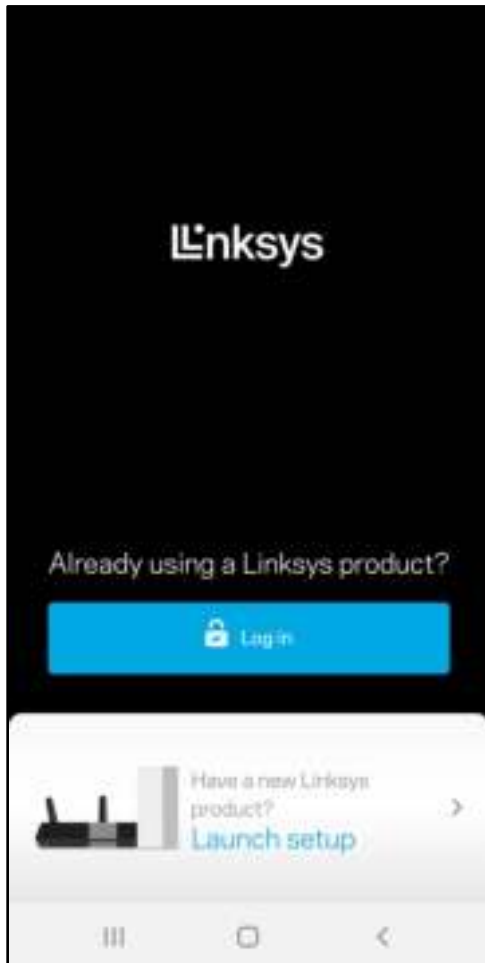 Linksys
Already using a Linksys product?
Log in
Have a new Linksys
product?
Launch setup